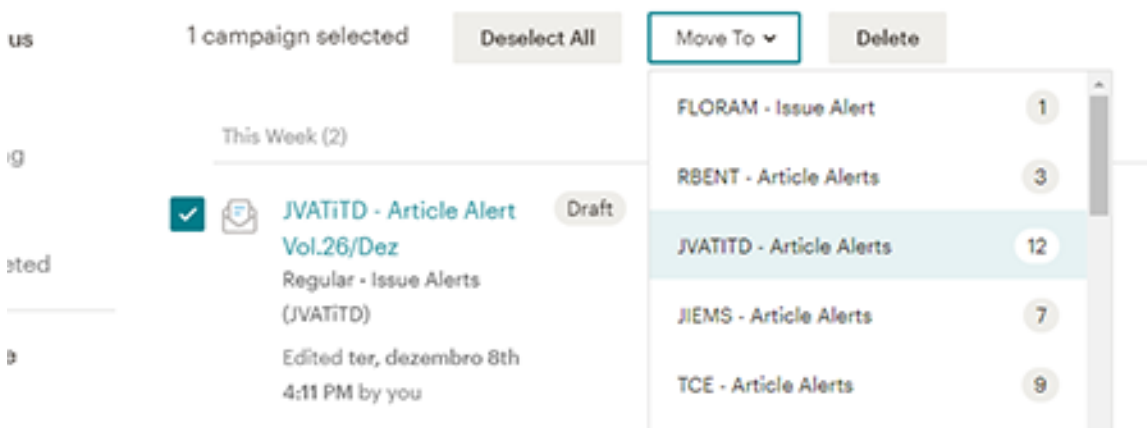 us
1 campaign selected
Deselect All
Move To
Delete
FLORAM - Issue Alert 1
This Week (2)
RBENT - Article Alerts 3
JVATiTD - Article Alert Draft
Vol.26/Dez
Regular - Issue Alerts
(JVATiTD)
Edited ter, dezembro 8th
4:11 PM by you
JVATITD - Article Alerts 12
JIEMS - Article Alerts 7
TCE - Article Alerts 9